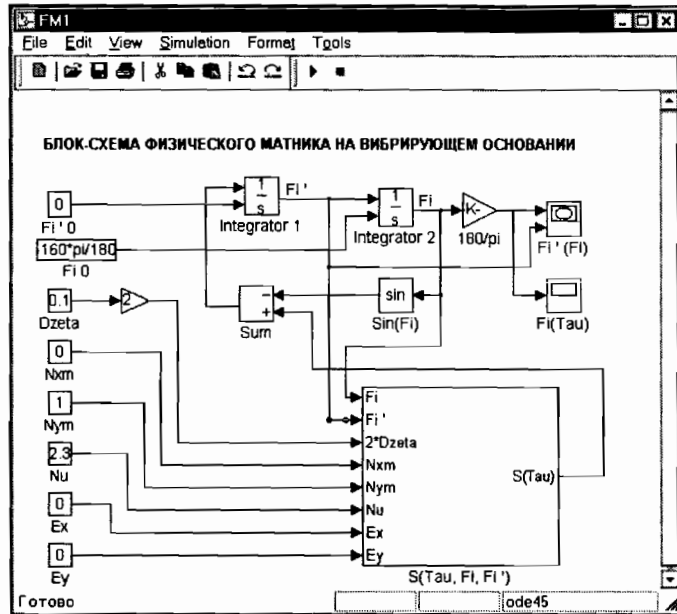 FM1
File Edit View Simulation Format Tools
БЛОК-СХЕМА ФИЗИЧЕСКОГО МАТНИКА НА ВИБРИРУЮЩЕМ ОСНОВАНИИ
0
Fi ' 0
1
s
Integrator 1
Fi '
1
s
Integrator 2
Fi
K-
160/pi
Fi ' (Fi)
160*pi/180
Fi 0
0.1
Dzeta
2
Sum
sin
Sin(Fi)
Fi(Tau)
0
Nxm
1
Nym
2.3
Nu
0
Ex
0
Ey
Fi
Fi '
2*Dzeta
Nxm
Nym
Nu
Ex
Ey
S(Tau)
S(Tau, Fi, Fi ')
Готово
ode45